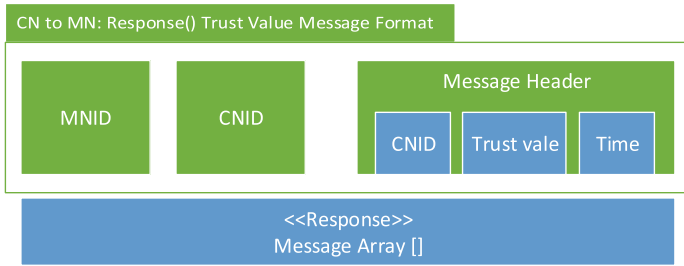 CN to MN: Response() Trust Value Message Format
MNID
CNID
Message Header
CNID
Trust vale
Time
<<Response>>
Message Array []